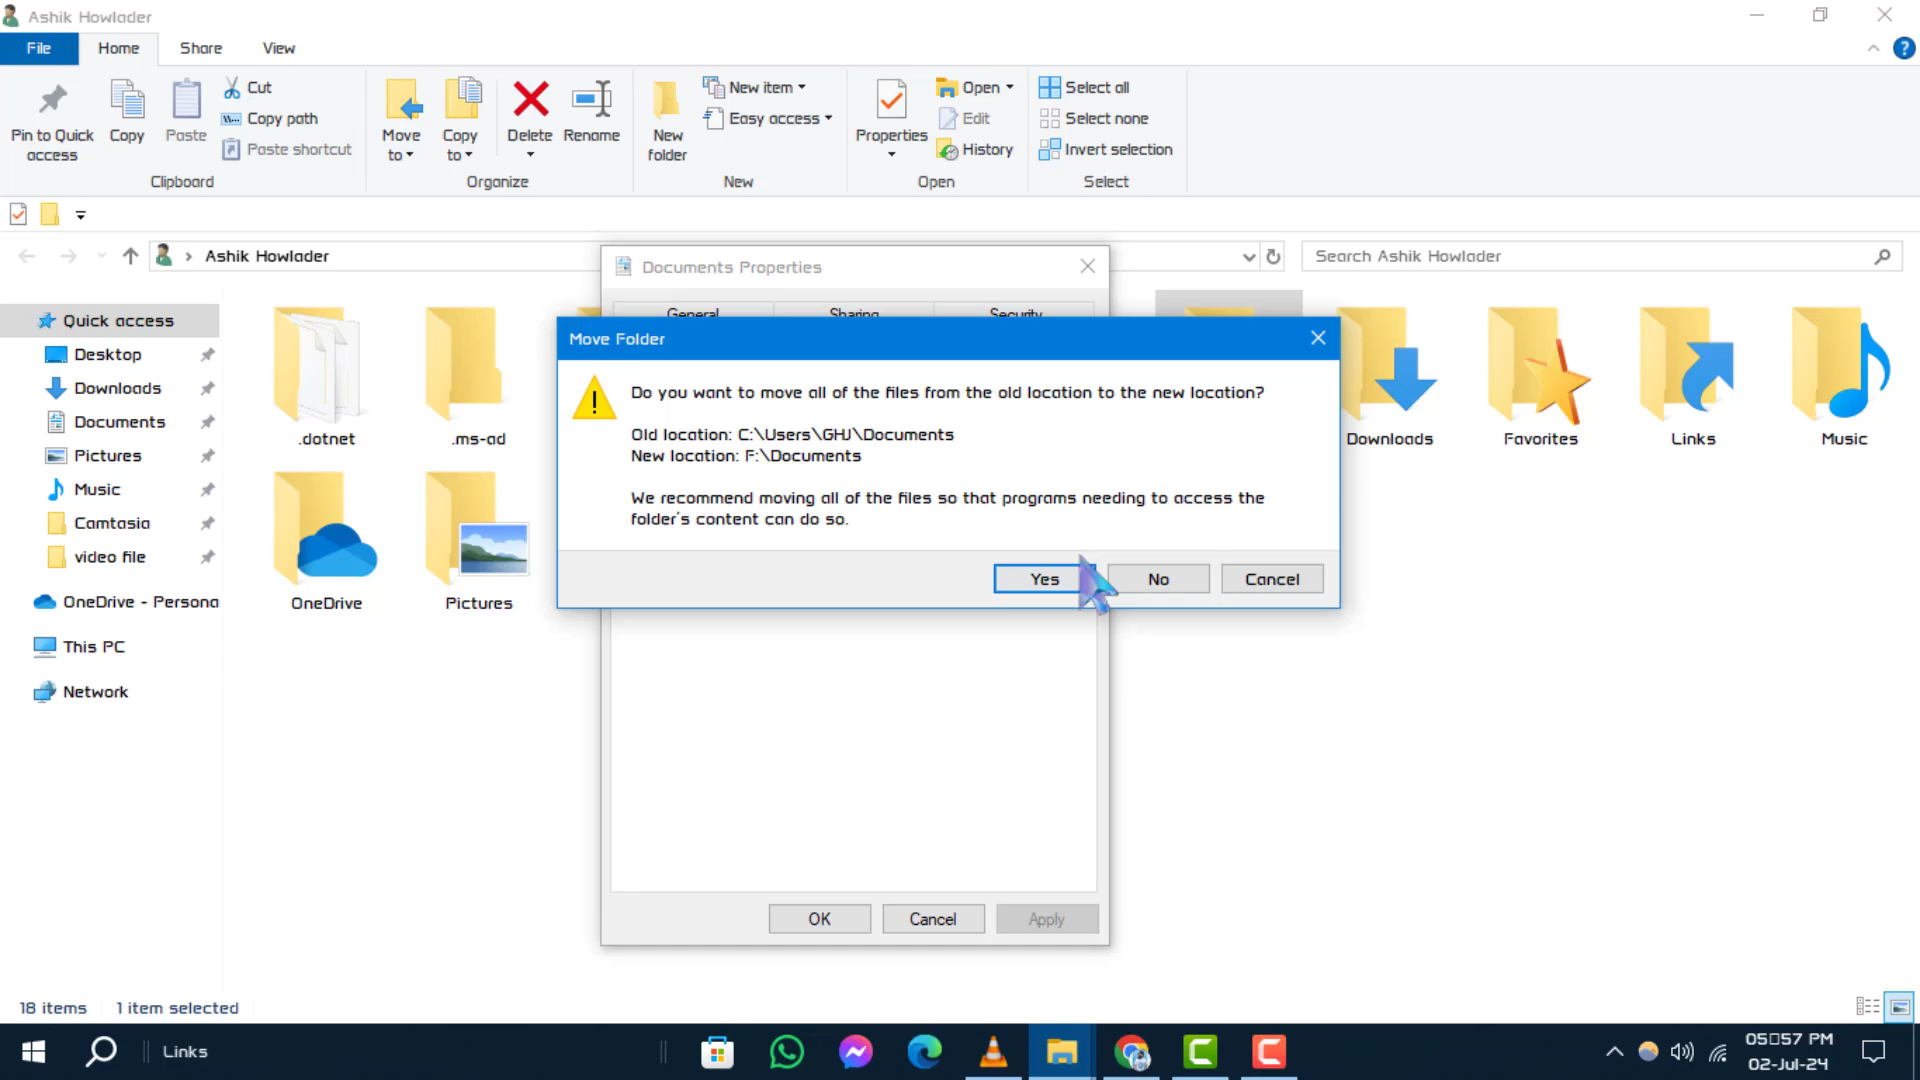 Ashik Howlader
File
Home
Share
View
Pin to Quick access
Copy
Paste
Cut
Copy path
Paste shortcut
Clipboard
Move to
Copy to
Delete
Rename
Organize
New folder
New item
Easy access
New
Properties
Open
Edit
History
Open
Select all
Select none
Invert selection
Select
Ashik Howlader
Search Ashik Howlader
Quick access
Desktop
Downloads
Documents
Pictures
Music
Camtasia
video file
OneDrive - Persona
This PC
Network
.dotnet
.ms-ad
Downloads
Favorites
Links
Music
OneDrive
Pictures
Documents Properties
General
Sharing
Security
Move Folder
Do you want to move all of the files from the old location to the new location?
Old location: C:\Users\GHJ\Documents
New location: F:\Documents
We recommend moving all of the files so that programs needing to access the
folder's content can do so.
Yes
No
Cancel
OK
Cancel
Apply
18 items
1 item selected
Links
05□57 PM
02-Jul-24